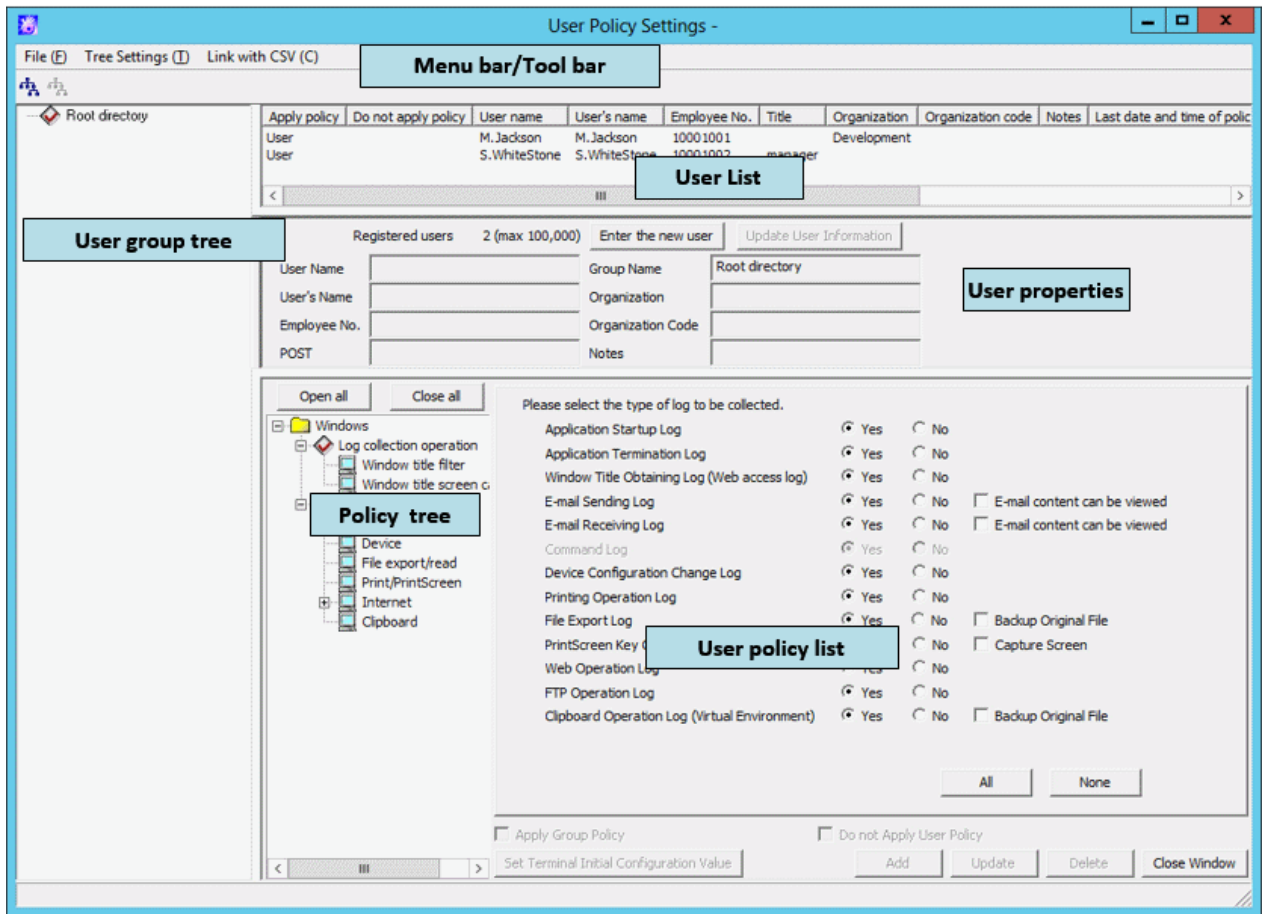 User Policy Settings -
File (F) Tree Settings (T) Link with CSV (C)
Menu bar/Tool bar
Root directory
Apply policy Do not apply policy User name User's name Employee No. Title Organization Organization code Notes Last date and time of polic
User M.Jackson M.Jackson 10001001 Development
User S.WhiteStone S.WhiteStone 10001002 manager
User List
User group tree
Registered users 2 (max 100,000) Enter the new user Update User Information
User Name Group Name Root directory
User's Name Organization
User properties
Employee No. Organization Code
POST Notes
Open all Close all
Please select the type of log to be collected.
Windows
Log collection operation
Window title filter
Window title screen ca
Policy tree
Device
File export/read
Print/PrintScreen
Internet
Clipboard
Application Startup Log Yes No
Application Termination Log Yes No
Window Title Obtaining Log (Web access log) Yes No
E-mail Sending Log Yes No E-mail content can be viewed
E-mail Receiving Log Yes No E-mail content can be viewed
Command Log Yes No
Device Configuration Change Log Yes No
Printing Operation Log Yes No
File Export Log Yes No Backup Original File
PrintScreen Key No Capture Screen
User policy list
Web Operation Log Yes No
FTP Operation Log Yes No
Clipboard Operation Log (Virtual Environment) Yes No Backup Original File
All None
Apply Group Policy Do not Apply User Policy
Set Terminal Initial Configuration Value Add Update Delete Close Window